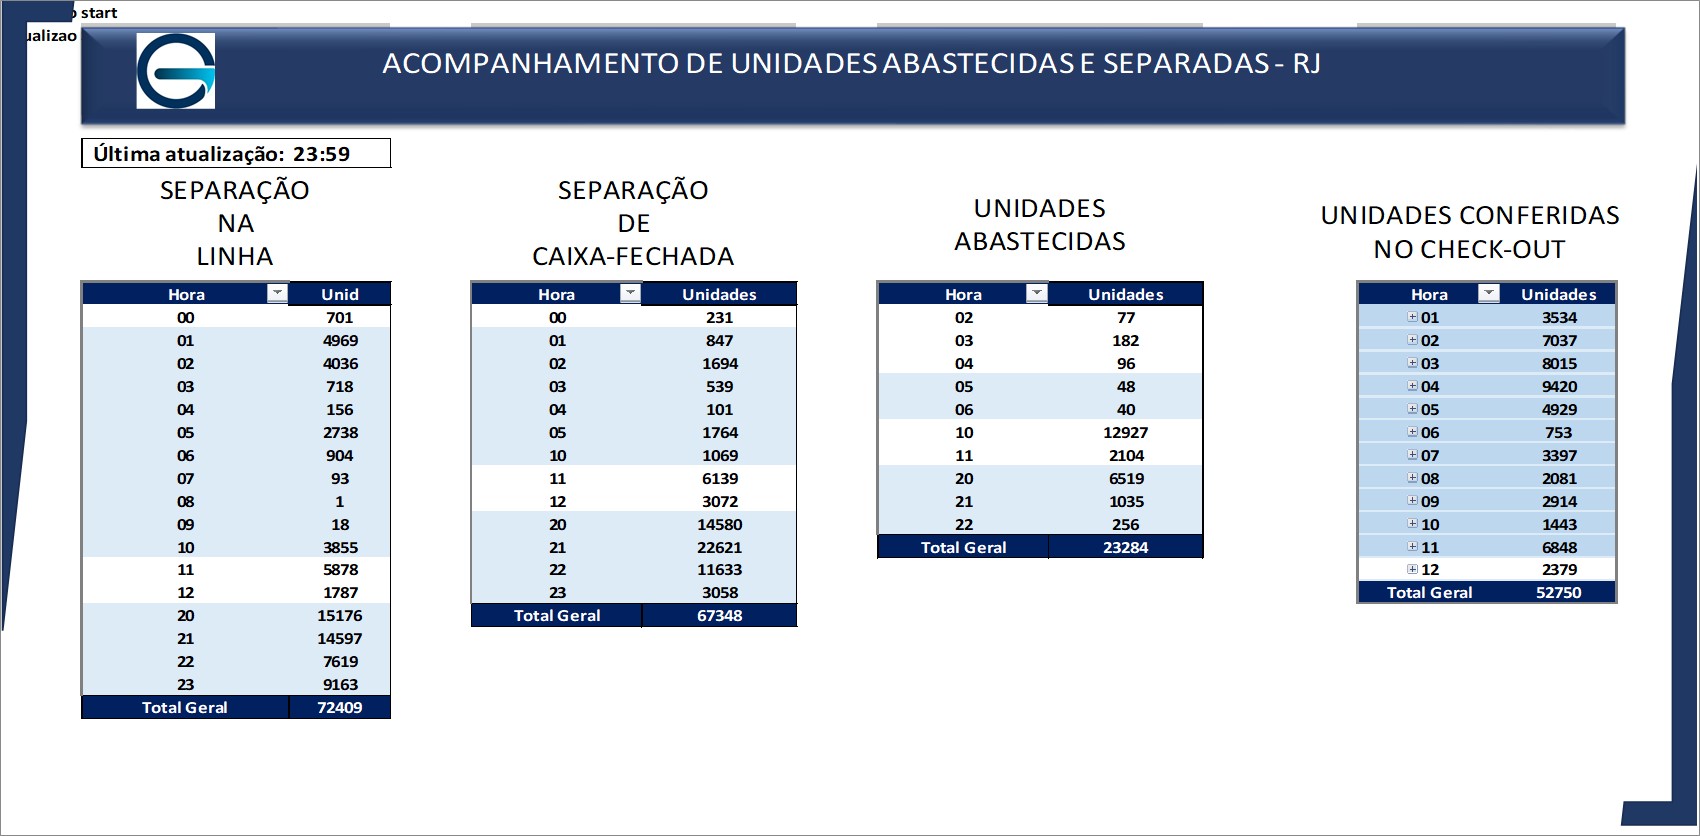 start
ualizao
ACOMPANHAMENTO DE UNIDADES ABASTECIDAS E SEPARADAS - RJ
Última atualização: 23:59
SEPARAÇÃO
NA
LINHA
Hora Unid
00 701
01 4969
02 4036
03 718
04 156
05 2738
06 904
07 93
08 1
09 18
10 3855
11 5878
12 1787
20 15176
21 14597
22 7619
23 9163
Total Geral 72409
SEPARAÇÃO
DE
CAIXA-FECHADA
Hora Unidades
00 231
01 847
02 1694
03 539
04 101
05 1764
10 1069
11 6139
12 3072
20 14580
21 22621
22 11633
23 3058
Total Geral 67348
UNIDADES
ABASTECIDAS
Hora Unidades
02 77
03 182
04 96
05 48
06 40
10 12927
11 2104
20 6519
21 1035
22 256
Total Geral 23284
UNIDADES CONFERIDAS
NO CHECK-OUT
Hora Unidades
01 3534
02 7037
03 8015
04 9420
05 4929
06 753
07 3397
08 2081
09 2914
10 1443
11 6848
12 2379
Total Geral 52750